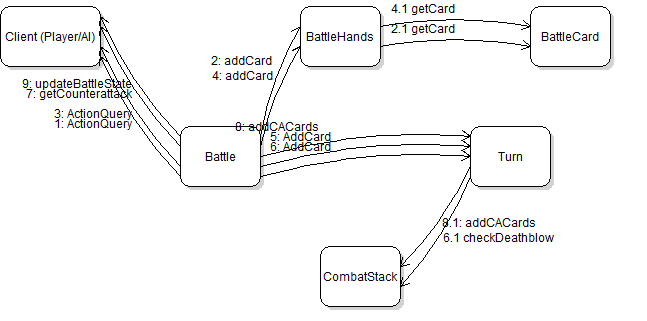 4.1 getCard
Client (Player/AI)
BattleHands
2.1 getCard
BattleCard
2: addCard
4: addCard
9: updateBattleState
7: getCounterattack
3: ActionQuery
1: ActionQuery
8: addCACards
5: AddCard
6: AddCard
Battle
Turn
8.1: addCACards
6.1 checkDeathblow
CombatStack